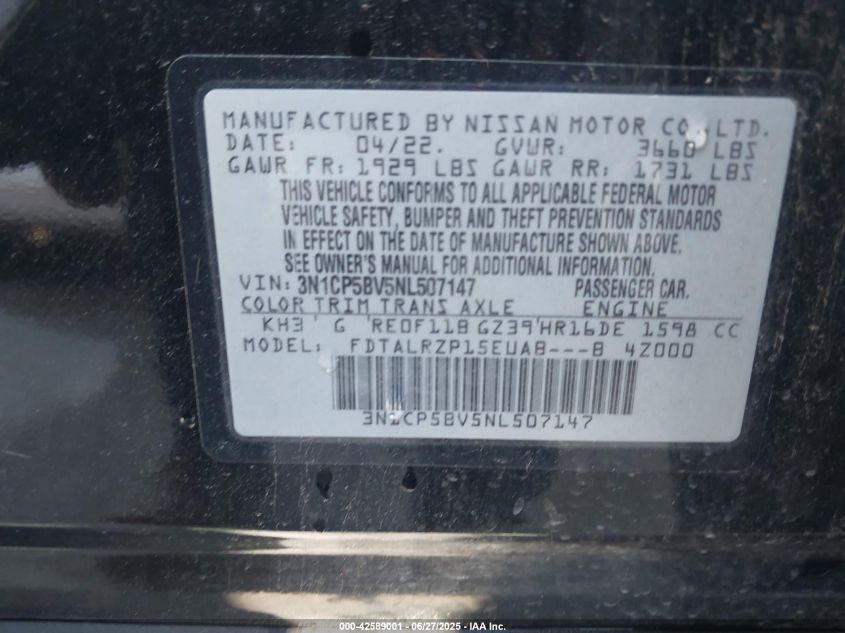 MANUFACTURED BY NISSAN MOTOR CO., LTD.
DATE: 04/22. GVWR: 3660 LBS
GAWR FR: 1929 LBS GAWR RR: 1731 LBS
THIS VEHICLE CONFORMS TO ALL APPLICABLE FEDERAL MOTOR
VEHICLE SAFETY, BUMPER AND THEFT PREVENTION STANDARDS
IN EFFECT ON THE DATE OF MANUFACTURE SHOWN ABOVE.
SEE OWNER'S MANUAL FOR ADDITIONAL INFORMATION.
VIN: 3N1CP5BV5NL507147 PASSENGER CAR.
COLOR TRIM TRANS AXLE ENGINE
KH3 G RE0F11B GZ39 HR16DE 1598 CC
MODEL: FDTALRZP15EUAB---B 4Z000
3N1CP5BV5NL507147
000-42589001 - 06/27/2025 - IAA Inc.